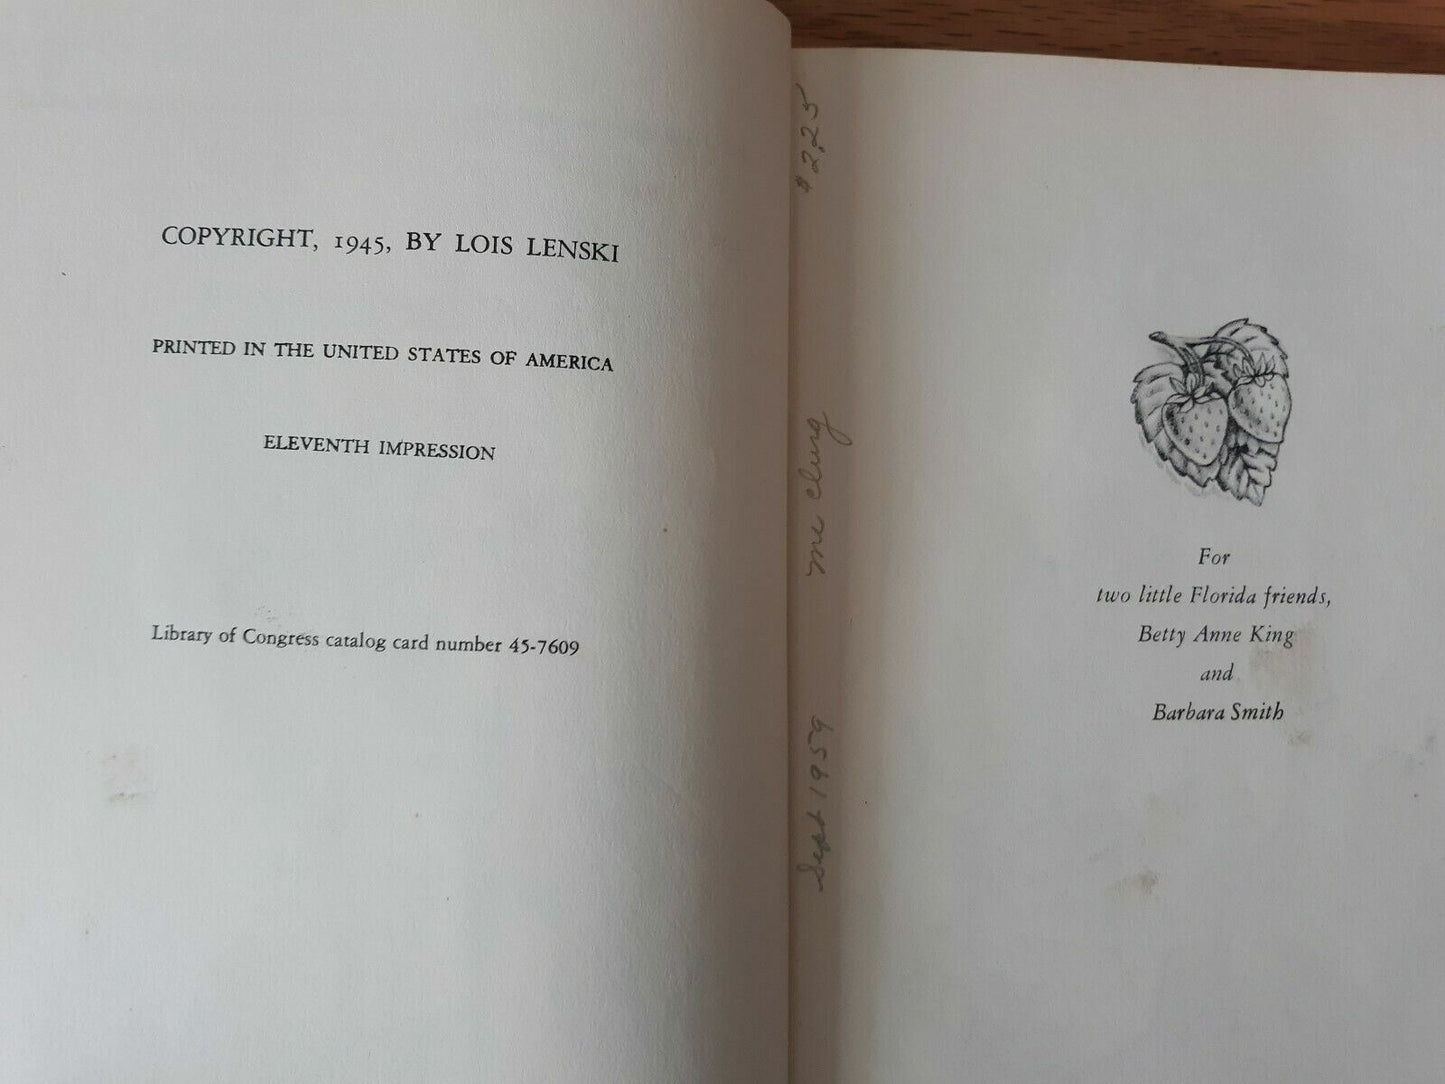 COPYRIGHT, 1945, BY LOIS LENSKI
PRINTED IN THE UNITED STATES OF AMERICA
ELEVENTH IMPRESSION
Library of Congress catalog card number 45-7609
Sept 1959 Mc Clurg $2.25
For
two little Florida friends,
Betty Anne King
and
Barbara Smith